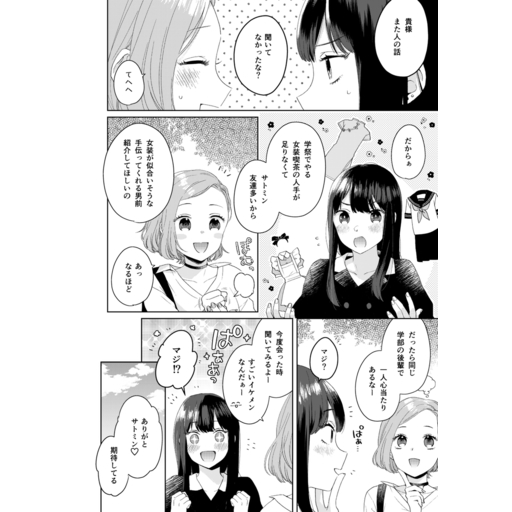 貴様
また人の話
聞いて
なかったな?
てへへ
だからぁ
学祭でやる
女装喫茶の人手が
足りなくて
サトミン
友達多いから
女装が似合いそうな
手伝ってくれる男前
紹介してほしいの
あっ
なるほど
だったら同じ
学部の後輩で
一人心当たり
あるなー
マジ?
ぱぁ…
今度会った時
聞いてみるよー
すごいイケメン
なんだぁー
ぱぁぁっ
マジ!?
ありがと
サトミン♡
期待してる